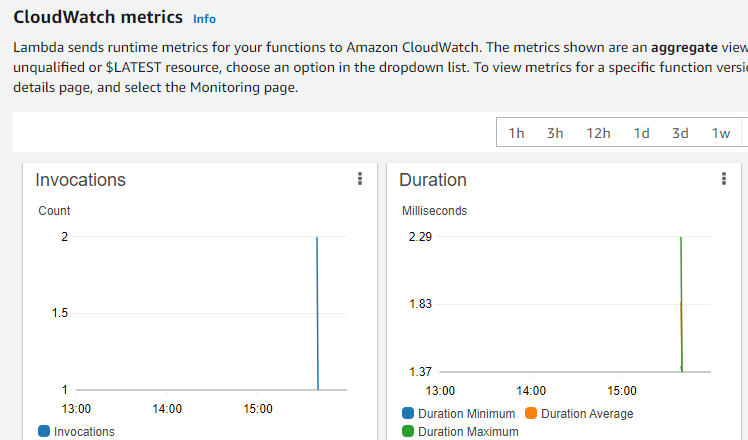 CloudWatch metrics Info
Lambda sends runtime metrics for your functions to Amazon CloudWatch. The metrics shown are an aggregate view
unqualified or $LATEST resource, choose an option in the dropdown list. To view metrics for a specific function versi
details page, and select the Monitoring page.
1h 3h 12h 1d 3d 1w
Invocations
Count
2
1.5
1
13:00 14:00 15:00
Invocations
Duration
Milliseconds
2.29
1.83
1.37
13:00 14:00 15:00
Duration Minimum Duration Average
Duration Maximum